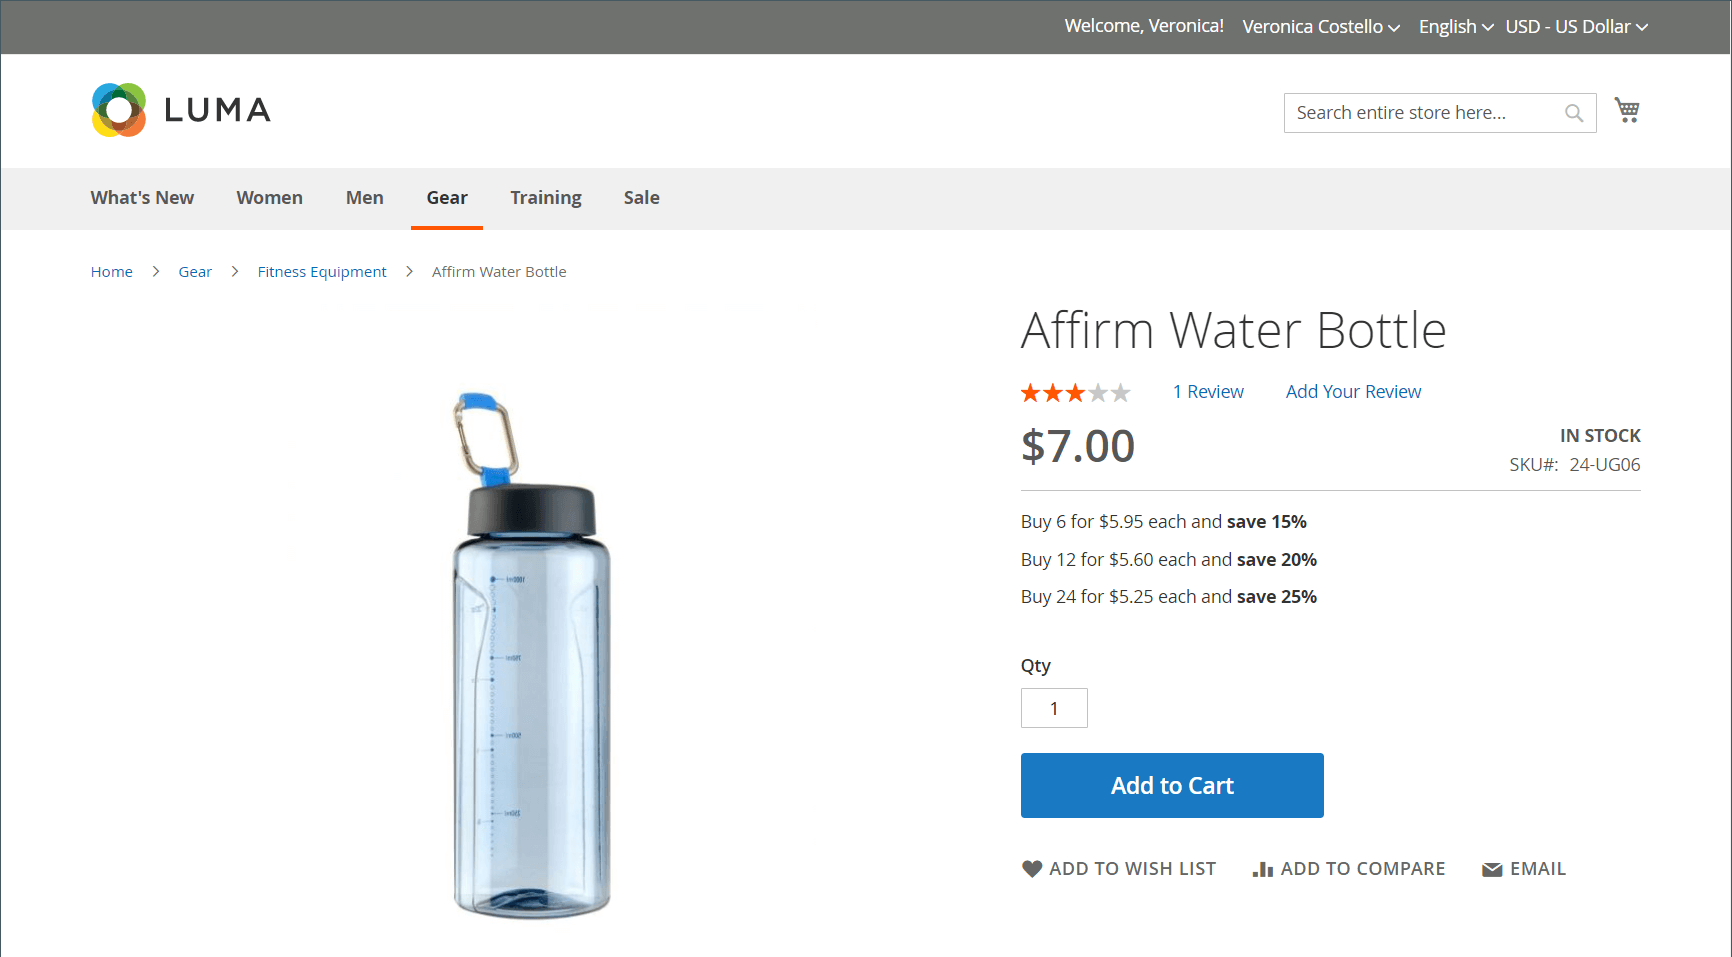 Welcome, Veronica! Veronica Costello English USD - US Dollar
LUMA
Search entire store here...
What's New Women Men Gear Training Sale
Home Gear Fitness Equipment Affirm Water Bottle
Affirm Water Bottle
1 Review Add Your Review
$7.00
IN STOCK
SKU#: 24-UG06
Buy 6 for $5.95 each and save 15%
Buy 12 for $5.60 each and save 20%
Buy 24 for $5.25 each and save 25%
Qty
1
Add to Cart
ADD TO WISH LIST ADD TO COMPARE EMAIL